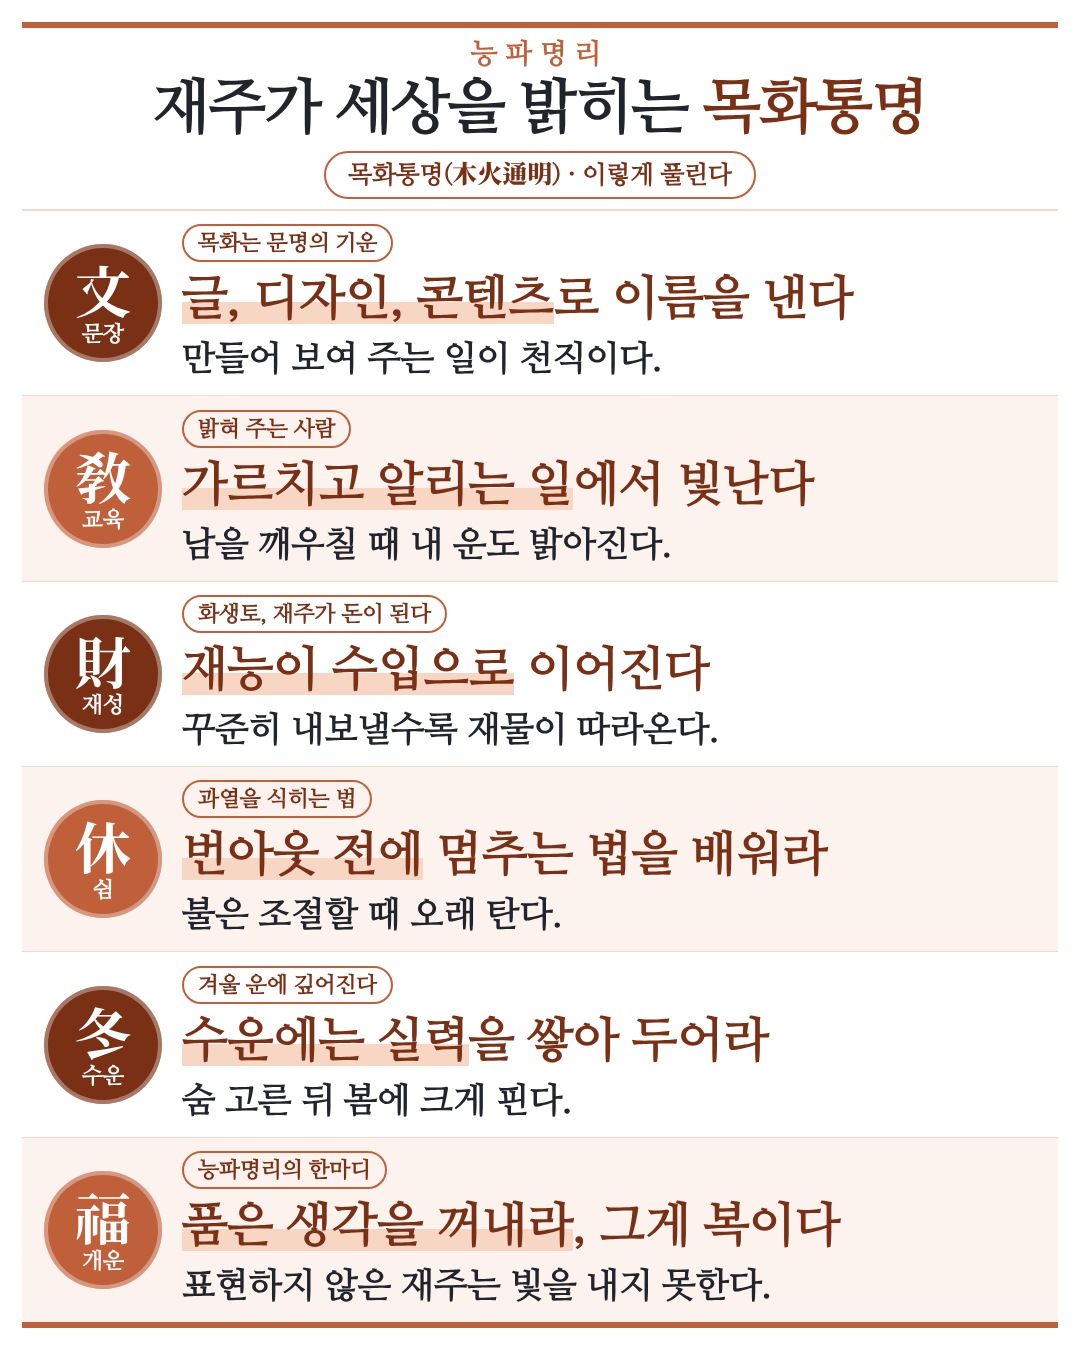 능파명리
재주가 세상을 밝히는 목화통명
목화통명(木火通明) · 이렇게 풀린다
文
문장
목화는 문명의 기운
글, 디자인, 콘텐츠로 이름을 낸다
만들어 보여 주는 일이 천직이다.
敎
교육
밝혀 주는 사람
가르치고 알리는 일에서 빛난다
남을 깨우칠 때 내 운도 밝아진다.
財
재성
화생토, 재주가 돈이 된다
재능이 수입으로 이어진다
꾸준히 내보낼수록 재물이 따라온다.
休
쉼
과열을 식히는 법
번아웃 전에 멈추는 법을 배워라
불은 조절할 때 오래 탄다.
冬
수운
겨울 운에 깊어진다
수운에는 실력을 쌓아 두어라
숨 고른 뒤 봄에 크게 핀다.
福
개운
능파명리의 한마디
품은 생각을 꺼내라, 그게 복이다
표현하지 않은 재주는 빛을 내지 못한다.